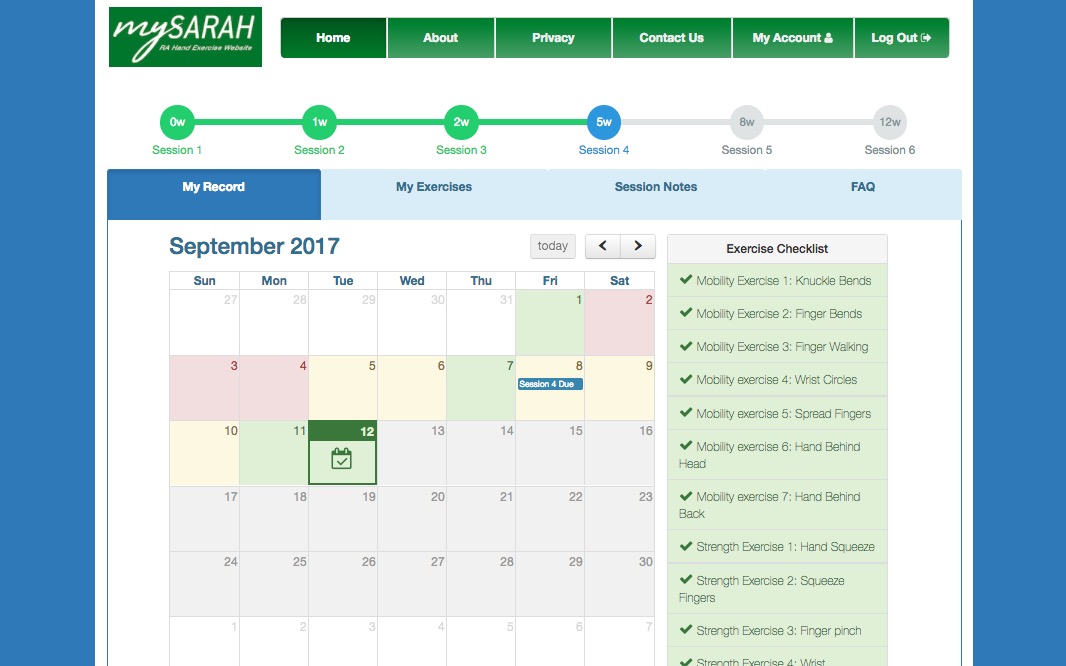 mySARAH
RA Hand Exercise Website
Home
About
Privacy
Contact Us
My Account
Log Out
0w
1w
2w
5w
8w
12w
Session 1
Session 2
Session 3
Session 4
Session 5
Session 6
My Record
My Exercises
Session Notes
FAQ
September 2017
today
Sun Mon Tue Wed Thu Fri Sat
27 28 29 30 31 1 2
3 4 5 6 7 8 9
Session 4 Due
10 11 12 13 14 15 16
17 18 19 20 21 22 23
24 25 26 27 28 29 30
1 2 3 4 5 6 7
Exercise Checklist
Mobility Exercise 1: Knuckle Bends
Mobility Exercise 2: Finger Bends
Mobility Exercise 3: Finger Walking
Mobility exercise 4: Wrist Circles
Mobility exercise 5: Spread Fingers
Mobility exercise 6: Hand Behind
Head
Mobility exercise 7: Hand Behind
Back
Strength Exercise 1: Hand Squeeze
Strength Exercise 2: Squeeze
Fingers
Strength Exercise 3: Finger pinch
Strength Exercise 4: Wrist